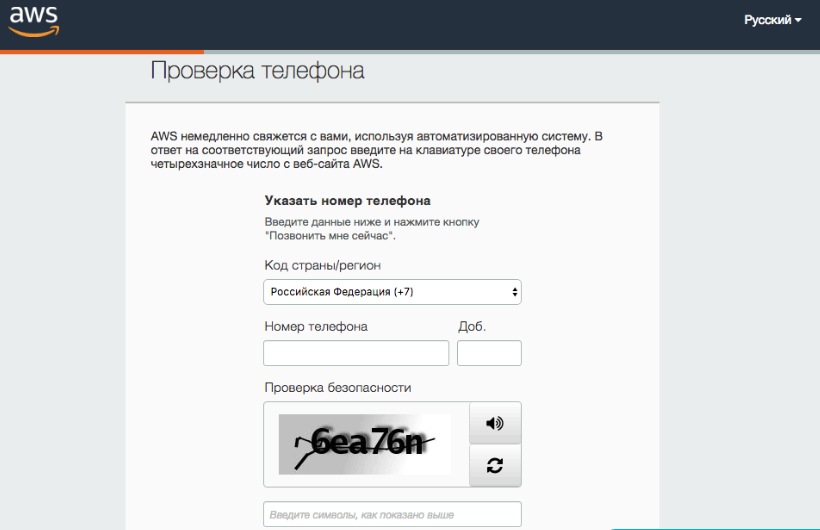 aws
Русский
Проверка телефона
AWS немедленно свяжется с вами, используя автоматизированную систему. В
ответ на соответствующий запрос введите на клавиатуре своего телефона
четырехзначное число с веб-сайта AWS.
Указать номер телефона
Введите данные ниже и нажмите кнопку
"Позвонить мне сейчас".
Код страны/регион
Российская Федерация (+7)
Номер телефона Доб.
Проверка безопасности
6ea76n
Введите символы, как показано выше